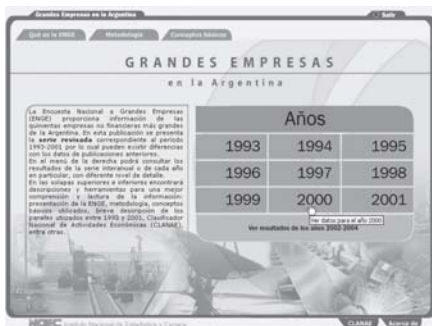 Grandes Empresas en la Argentina
Salir
Qué es la ENGE
Metodología
Conceptos básicos
GRANDES EMPRESAS
en la Argentina
La Encuesta Nacional a Grandes Empresas
(ENGE) proporciona información de las
quinientas empresas no financieras más grandes
de la Argentina. En esta publicación se presenta
la serie revisada correspondiente al período
1993-2001 por lo cual pueden existir diferencias
con los datos de publicaciones anteriores.
En el menú de la derecha podrá consultar los
resultados de la serie interanual o de cada año
en particular, con diferente nivel de detalle.
En las solapas superiores e inferiores encontrará
descripciones y herramientas para una mejor
comprensión y lectura de la información:
presentación de la ENGE, metodología, conceptos
básicos utilizados, breve descripción de los
paneles utilizados entre 1993 y 2001, Clasificador
Nacional de Actividades Económicas (CLANAE),
entre otras.
Años
1993 1994 1995
1996 1997 1998
1999 2000 2001
Ver datos para el año 2000
Ver resultados de los años 2002-2004
INDEC Instituto Nacional de Estadística y Censos
CLANAE
Acerca de